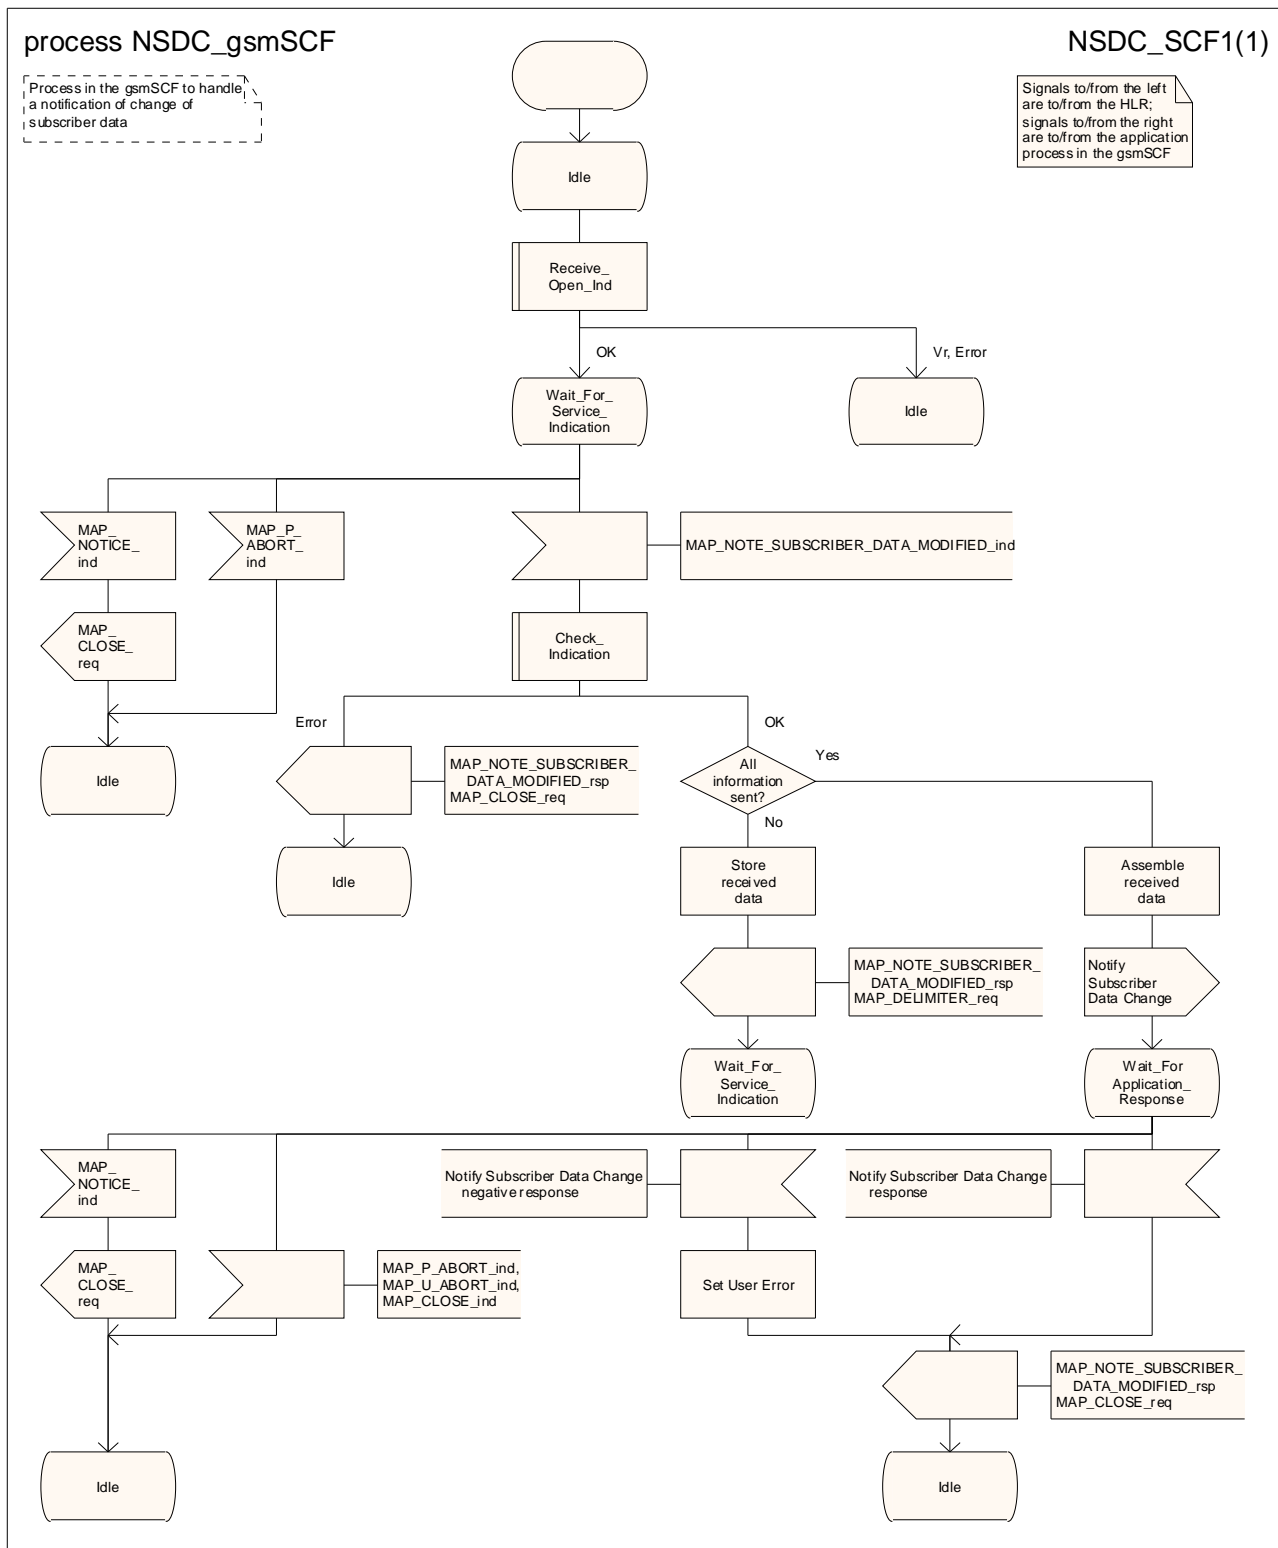 process NSDC_gsmSCF
NSDC_SCF1(1)
Process in the gsmSCF to handle
a notification of change of
subscriber data
Signals to/from the left
are to/from the HLR;
signals to/from the right
are to/from the application
process in the gsmSCF
Idle
Receive_
Open_Ind
OK
Vr, Error
Wait_For_
Service_
Indication
Idle
MAP_
NOTICE_
ind
MAP_P_
ABORT_
ind
MAP_NOTE_SUBSCRIBER_DATA_MODIFIED_ind
MAP_
CLOSE_
req
Check_
Indication
Error
OK
Idle
MAP_NOTE_SUBSCRIBER_
DATA_MODIFIED_rsp
MAP_CLOSE_req
All
information
sent?
Yes
No
Idle
Store
received
data
Assemble
received
data
MAP_NOTE_SUBSCRIBER_
DATA_MODIFIED_rsp
MAP_DELIMITER_req
Notify
Subscriber
Data Change
Wait_For_
Service_
Indication
Wait_For
Application_
Response
MAP_
NOTICE_
ind
Notify Subscriber Data Change
negative response
Notify Subscriber Data Change
response
MAP_
CLOSE_
req
MAP_P_ABORT_ind,
MAP_U_ABORT_ind,
MAP_CLOSE_ind
Set User Error
MAP_NOTE_SUBSCRIBER_
DATA_MODIFIED_rsp
MAP_CLOSE_req
Idle
Idle